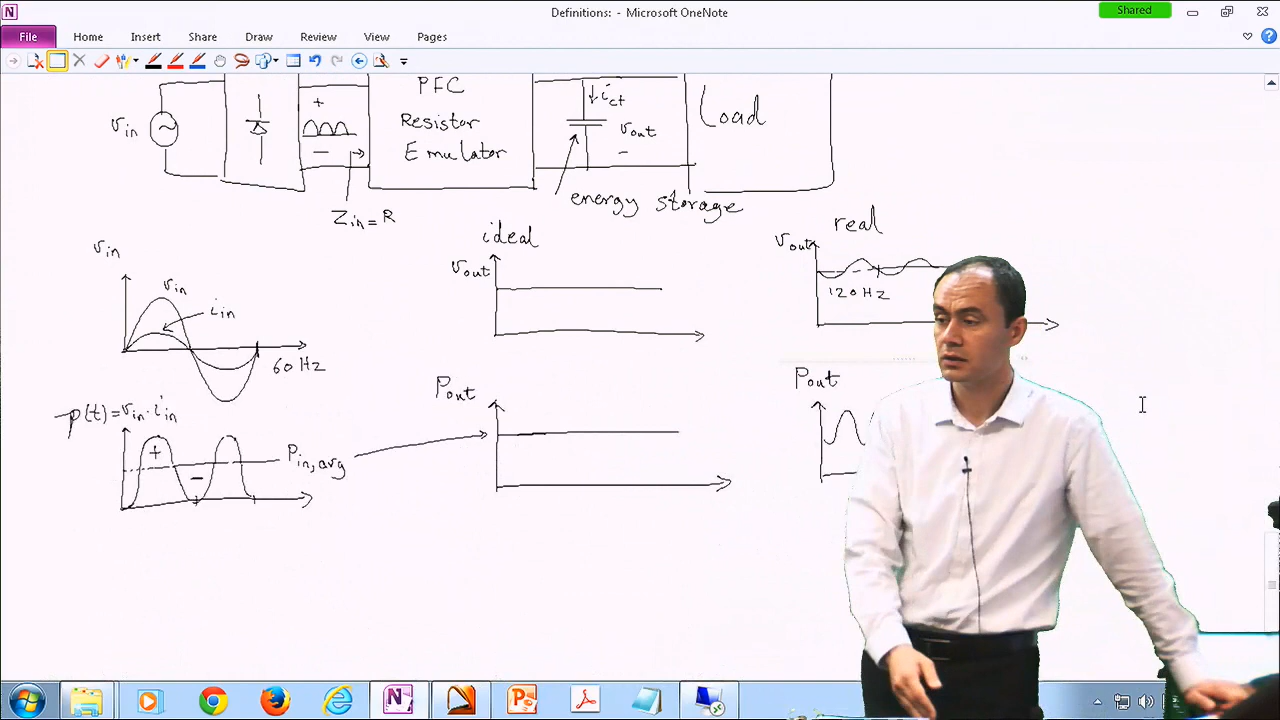 Definitions: - Microsoft OneNote
Shared
File Home Insert Share Draw Review View Pages
PFC
Resistor
Emulator
Load
vin
+
−
ict
vout
−
Zin = R
energy storage
vin
vin
iin
60 Hz
ideal
vout
real
vout
120 Hz
p(t) = vin . iin
+
−
Pin, avg
Pout
Pout